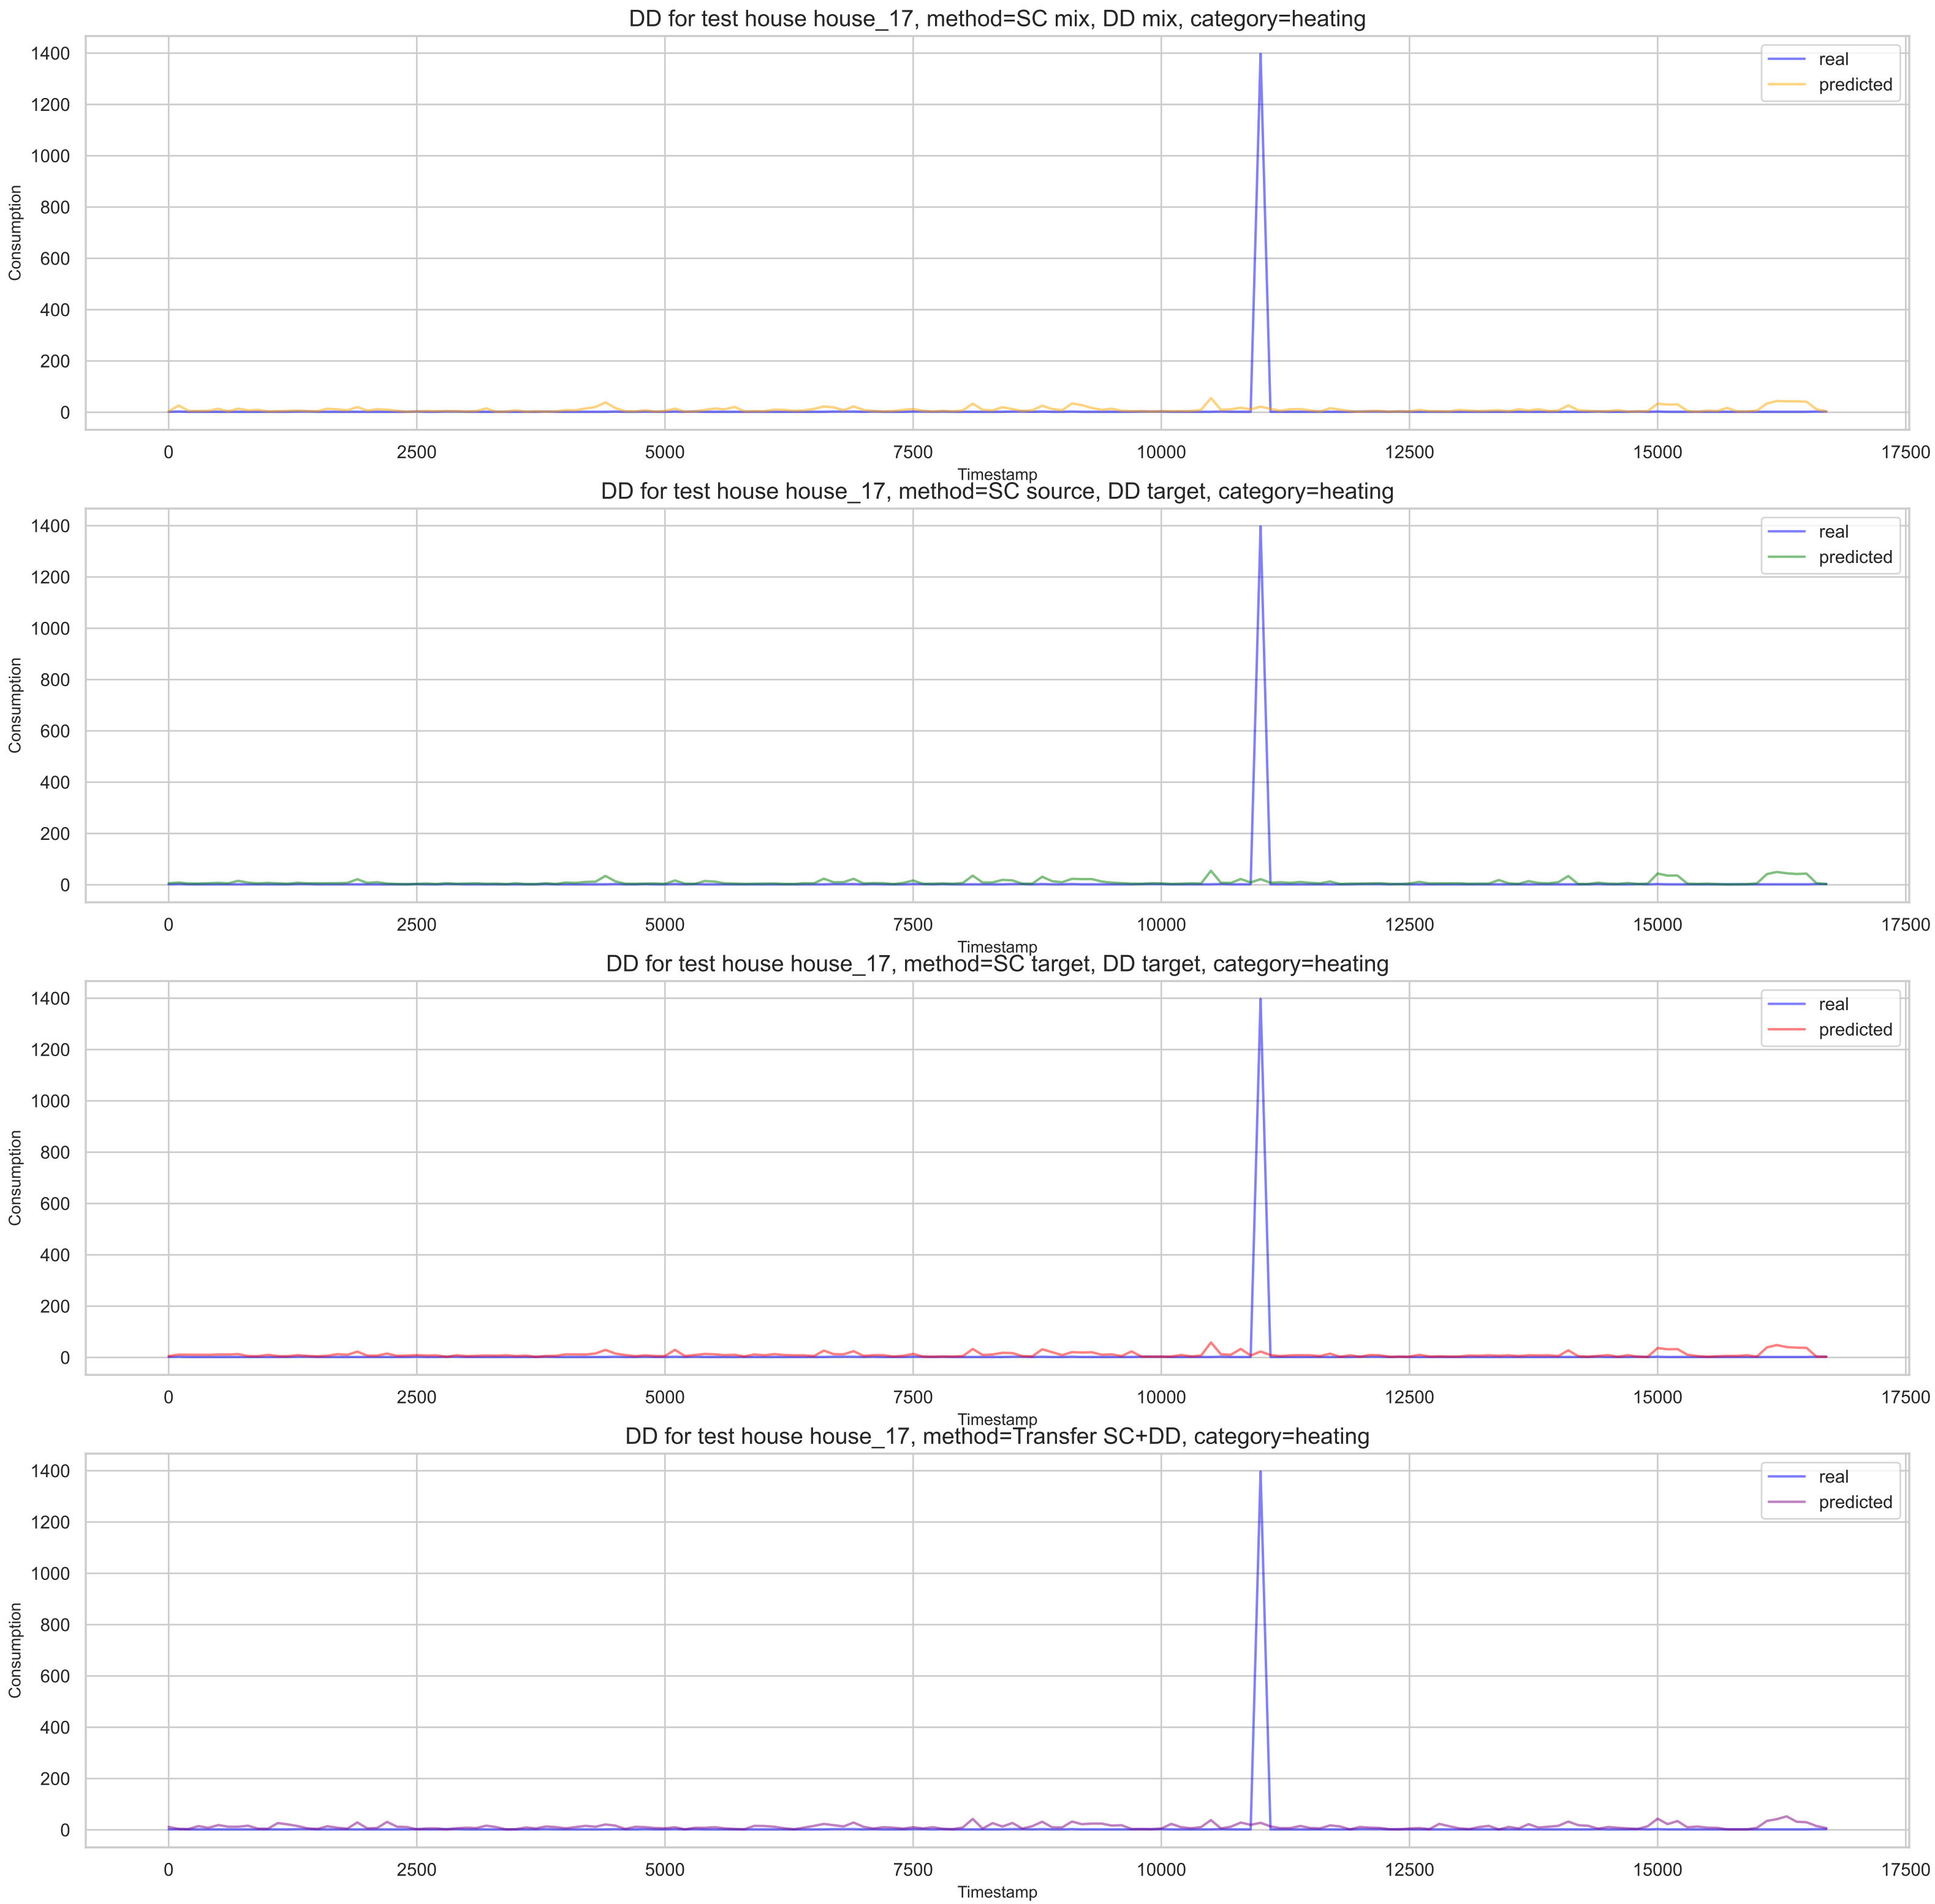 DD for test house house_17, method=SC mix, DD mix, category=heating
1400
1200
1000
800
600
400
200
0
Consumption
real
predicted
0 2500 5000 7500 10000 12500 15000 17500
Timestamp
DD for test house house_17, method=SC source, DD target, category=heating
1400
1200
1000
800
600
400
200
0
Consumption
real
predicted
0 2500 5000 7500 10000 12500 15000 17500
Timestamp
DD for test house house_17, method=SC target, DD target, category=heating
1400
1200
1000
800
600
400
200
0
Consumption
real
predicted
0 2500 5000 7500 10000 12500 15000 17500
Timestamp
DD for test house house_17, method=Transfer SC+DD, category=heating
1400
1200
1000
800
600
400
200
0
Consumption
real
predicted
0 2500 5000 7500 10000 12500 15000 17500
Timestamp